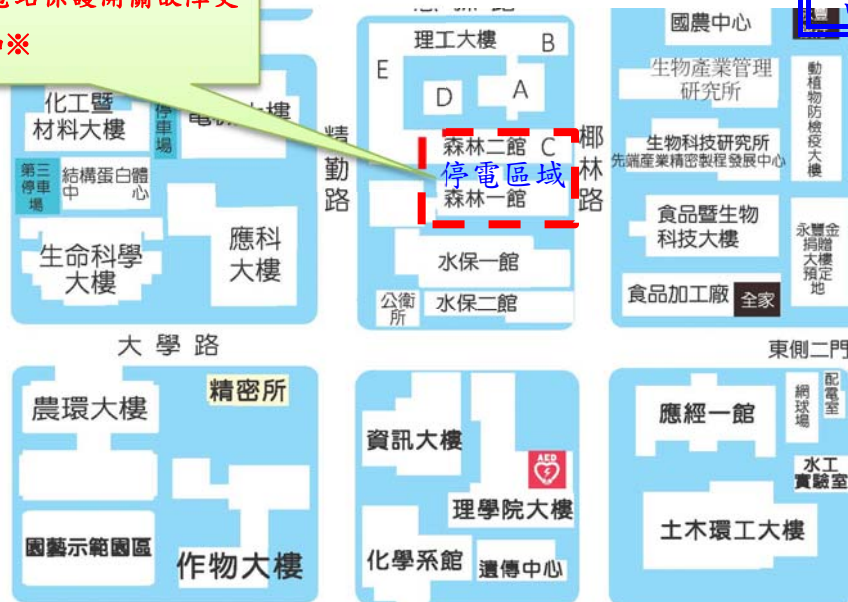 電站保護開關故障更
※
理工大樓
B
E
D
A
國農中心
生物產業管理
研究所
動植物防檢疫大樓
化工暨
材料大樓
停車場
精勤路
森林二館 C
停電區域
森林一館
椰林路
生物科技研究所
先端產業精密製程發展中心
第三
停車
場
結構蛋白體
中心
生命科學
大樓
應科
大樓
水保一館
公衛
所
水保二館
食品暨生物
科技大樓
永豐金
捐贈
大樓
預定
地
食品加工廠
全家
大學路
東側二門
農環大樓
精密所
園藝示範園區
作物大樓
資訊大樓
AED
理學院大樓
化學系館
遺傳中心
應經一館
網球場
配電室
水工
實驗室
土木環工大樓